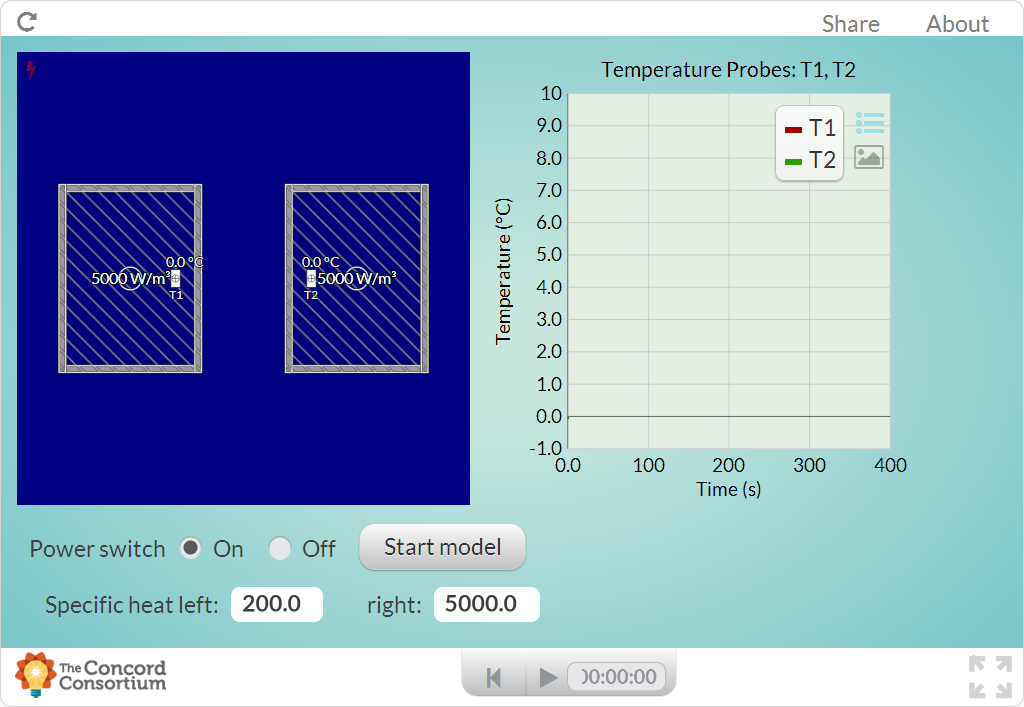 Share About
Temperature Probes: T1, T2
10
9.0
8.0
7.0
6.0
5.0
4.0
3.0
2.0
1.0
0.0
-1.0
Temperature (°C)
T1
T2
0.0 100 200 300 400
Time (s)
0.0 °C
5000 W/m³
T1
0.0 °C
5000 W/m³
T2
Power switch On Off Start model
Specific heat left: 200.0 right: 5000.0
The Concord
Consortium
00:00:00